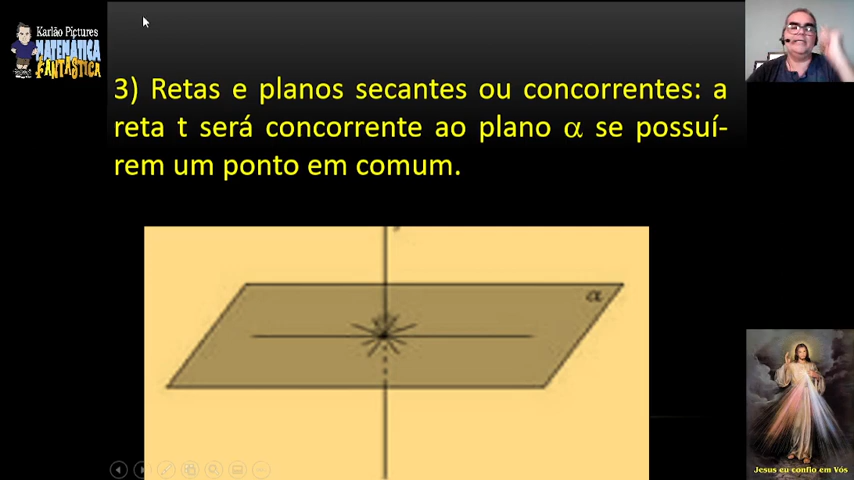 Karlão Pictures
MATEMÁTICA
FANTÁSTICA
3) Retas e planos secantes ou concorrentes: a
reta t será concorrente ao plano α se possuí-
rem um ponto em comum.
α
Jesus eu confio em Vós